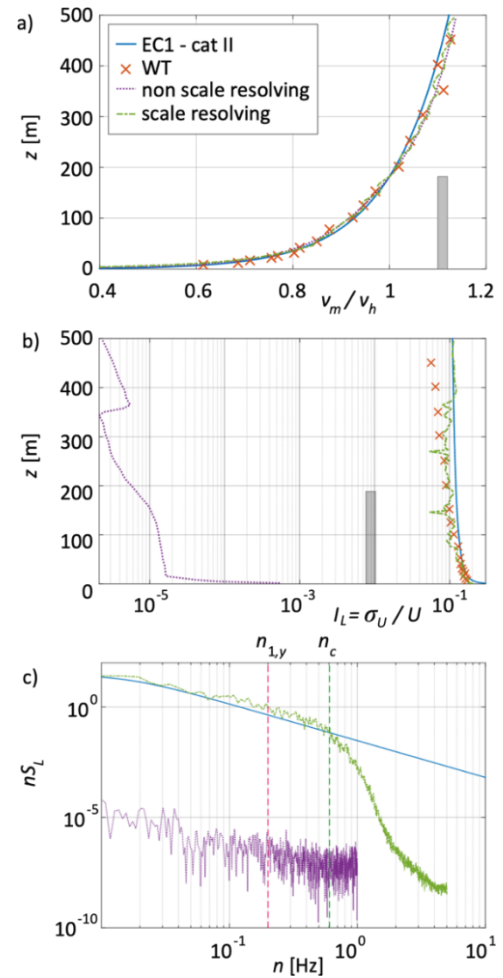 a)
500
400
300
200
100
0
z [m]
EC1 - cat II
WT
non scale resolving
scale resolving
0.4 0.6 0.8 1 1.2
v_m / v_h
b)
500
400
300
200
100
0
z [m]
10^-5 10^-3 10^-1
I_L = σ_U / U
n_1,y n_c
c)
10^0
10^-5
10^-10
nS_L
10^-1 10^0 10^1
n [Hz]